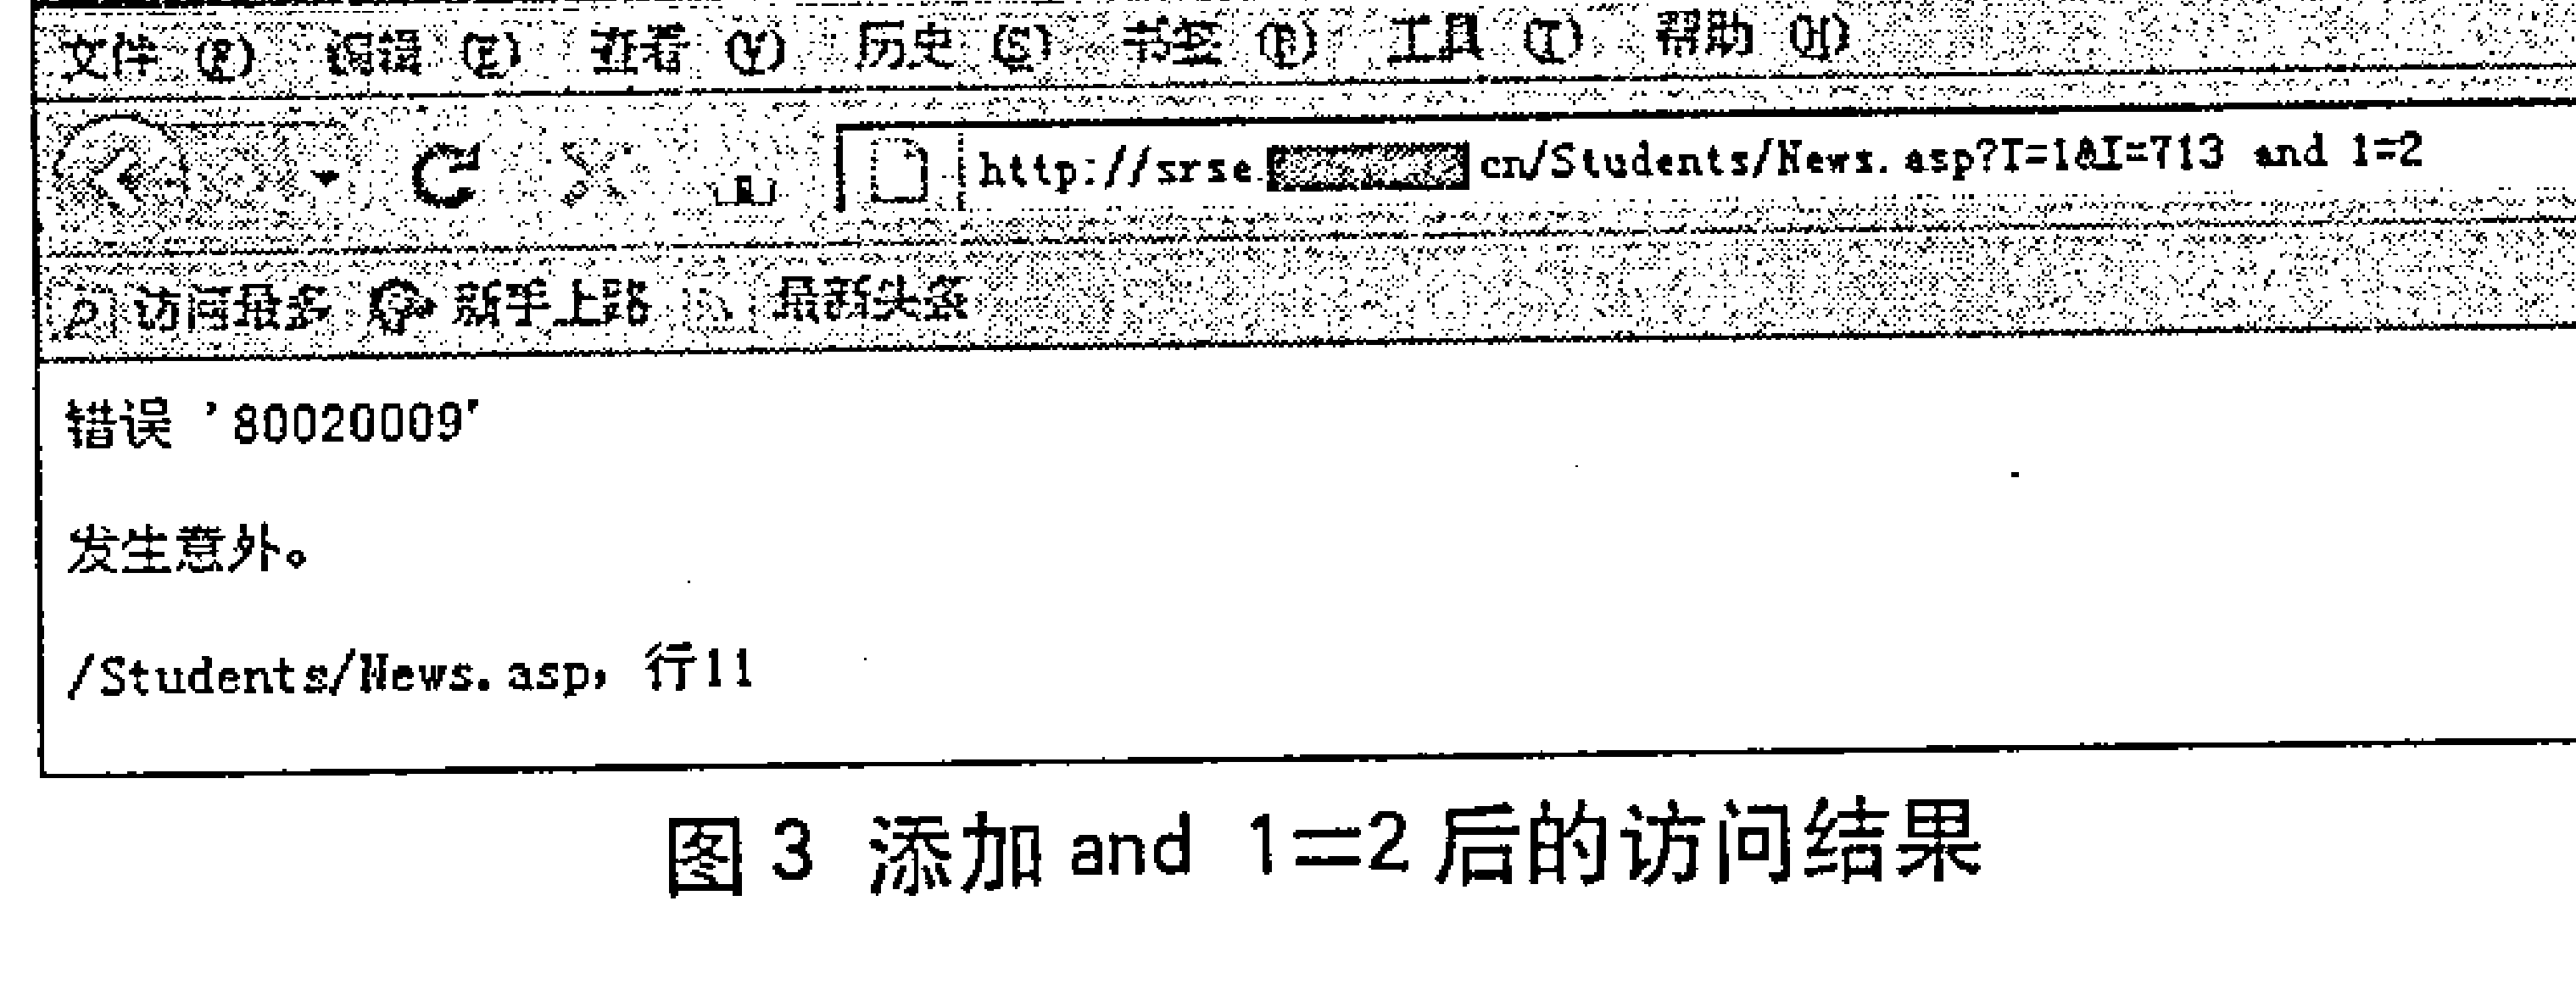 文件 (F) 编辑 (E) 查看 (V) 历史 (S) 书签 (B) 工具 (T) 帮助 (H)
http://srse. cn/Students/News.asp?T=1&I=713 and 1=2
访问最多 新手上路 最新头条
错误 '80020009'
发生意外。
/Students/News.asp, 行11
图 3 添加 and 1=2 后的访问结果